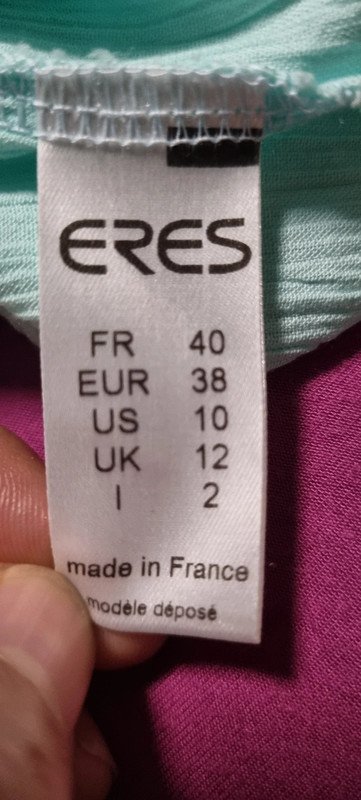 ERES
FR 40
EUR 38
US 10
UK 12
I 2
made in France
modèle déposé